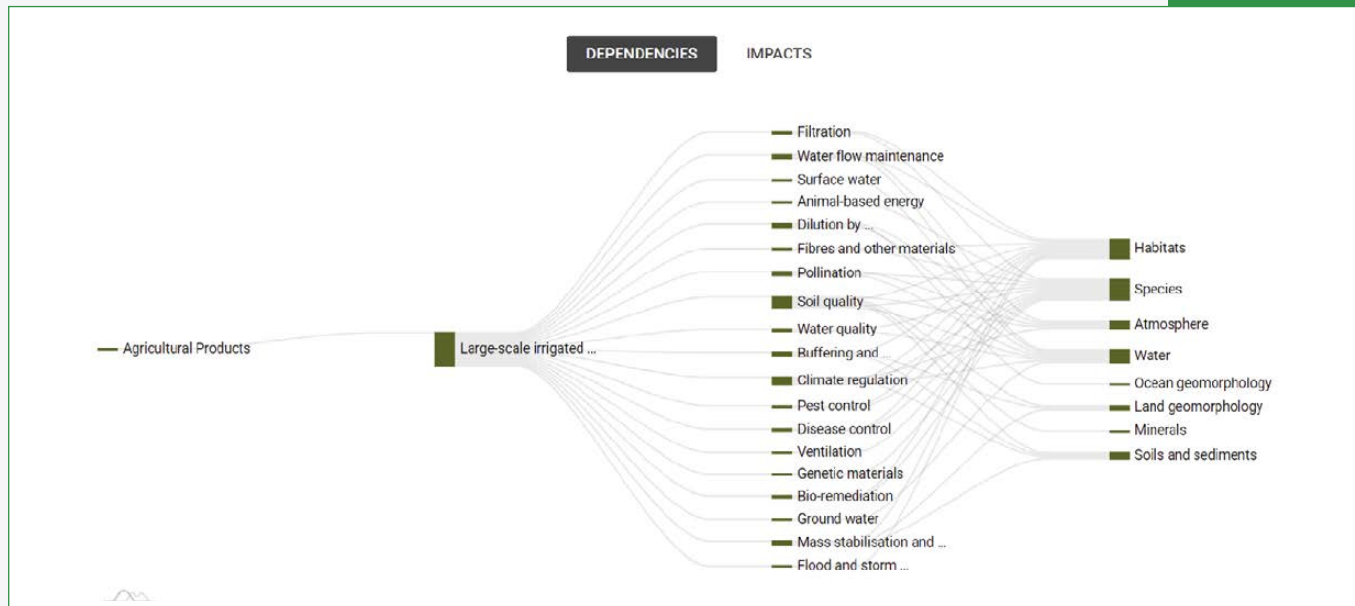 DEPENDENCIES
IMPACTS
Filtration
Water flow maintenance
Surface water
Animal-based energy
Dilution by ...
Fibres and other materials
Pollination
Soil quality
Water quality
Buffering and ...
Climate regulation
Pest control
Disease control
Ventilation
Genetic materials
Bio-remediation
Ground water
Mass stabilisation and ...
Flood and storm ...
Agricultural Products
Large-scale irrigated ...
Habitats
Species
Atmosphere
Water
Ocean geomorphology
Land geomorphology
Minerals
Soils and sediments